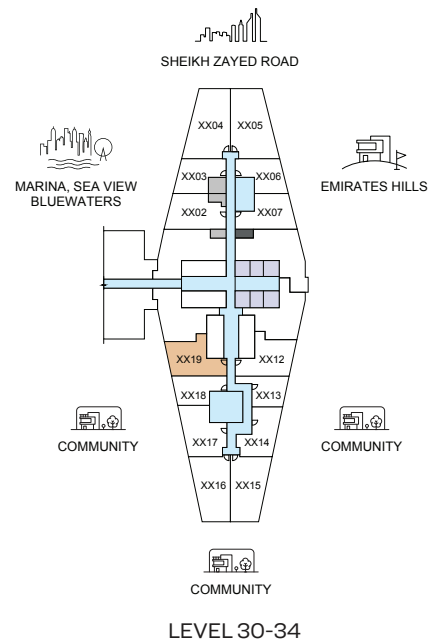 SHEIKH ZAYED ROAD
XX04
XX05
MARINA, SEA VIEW
BLUEWATERS
EMIRATES HILLS
XX03
XX06
XX02
XX07
XX19
XX12
XX18
XX13
COMMUNITY
COMMUNITY
XX17
XX14
XX16
XX15
COMMUNITY
LEVEL 30-34